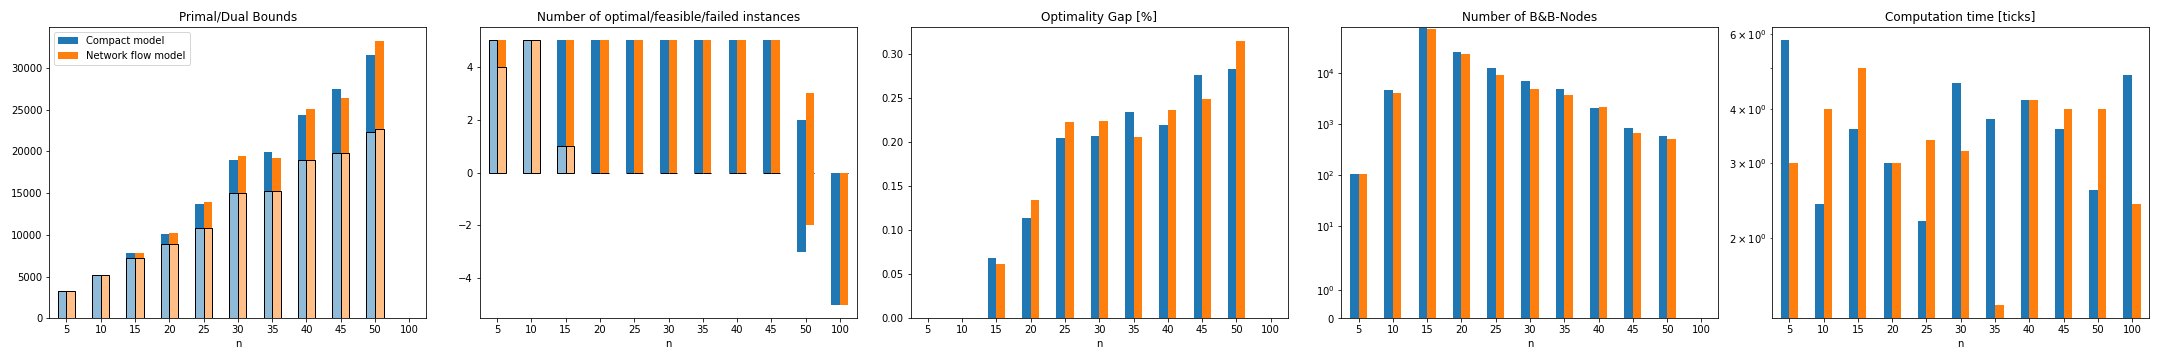 Primal/Dual Bounds
Compact model
Network flow model
30000
25000
20000
15000
10000
5000
0
5 10 15 20 25 30 35 40 45 50 100
n
Number of optimal/feasible/failed instances
4
2
0
−2
−4
5 10 15 20 25 30 35 40 45 50 100
n
Optimality Gap [%]
0.30
0.25
0.20
0.15
0.10
0.05
0.00
5 10 15 20 25 30 35 40 45 50 100
n
Number of B&B-Nodes
10⁴
10³
10²
10¹
10⁰
0
5 10 15 20 25 30 35 40 45 50 100
n
Computation time [ticks]
6 × 10⁰
4 × 10⁰
3 × 10⁰
2 × 10⁰
5 10 15 20 25 30 35 40 45 50 100
n